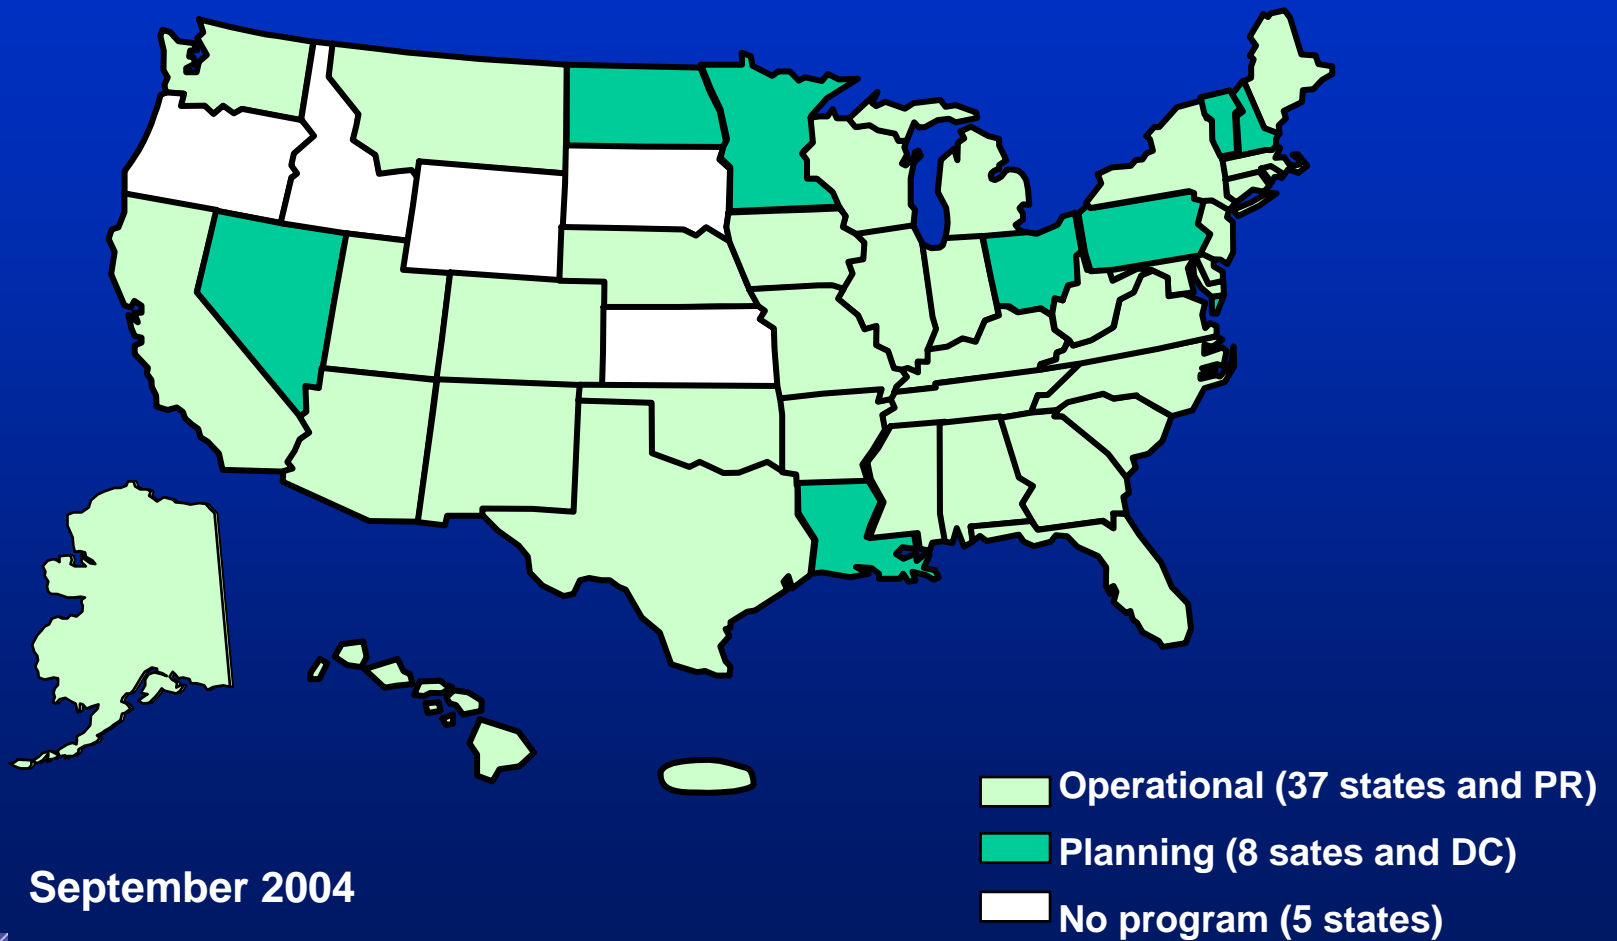 Operational (37 states and PR)
Planning (8 sates and DC)
September 2004
No program (5 states)